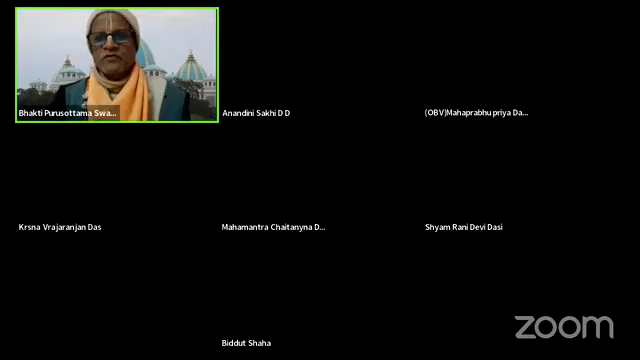 Bhakti Purusottama Swa...
Anandini Sakhi D D
(OBV)Mahaprabhu priya Da...
Krsna Vrajaranjan Das
Mahamantra Chaitanyna D...
Shyam Rani Devi Dasi
Biddut Shaha
zoom